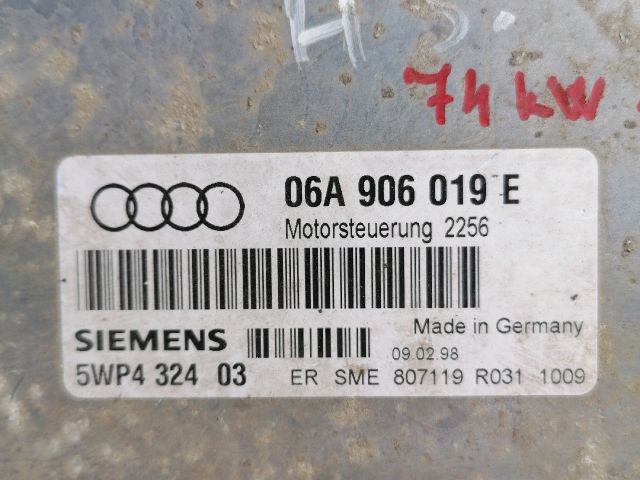 H S.
74 kW
06A 906 019 E
Motorsteuerung 2256
SIEMENS
Made in Germany
09.02.98
5WP4 324 03
ER SME 807119 R031 1009